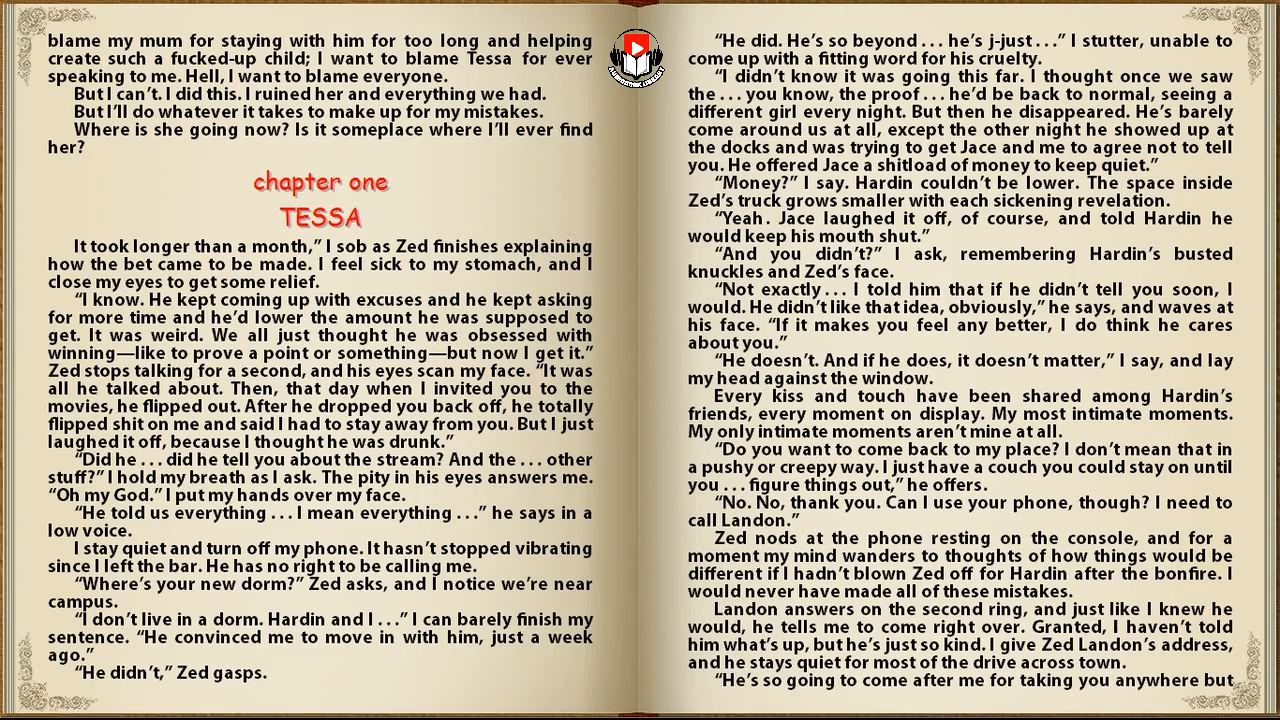 blame my mum for staying with him for too long and helping
create such a fucked-up child; I want to blame Tessa for ever
speaking to me. Hell, I want to blame everyone.
But I can’t. I did this. I ruined her and everything we had.
But I’ll do whatever it takes to make up for my mistakes.
Where is she going now? Is it someplace where I’ll ever find
her?
chapter one
TESSA
It took longer than a month,” I sob as Zed finishes explaining
how the bet came to be made. I feel sick to my stomach, and I
close my eyes to get some relief.
“I know. He kept coming up with excuses and he kept asking
for more time and he’d lower the amount he was supposed to
get. It was weird. We all just thought he was obsessed with
winning—like to prove a point or something—but now I get it.”
Zed stops talking for a second, and his eyes scan my face. “It was
all he talked about. Then, that day when I invited you to the
movies, he flipped out. After he dropped you back off, he totally
flipped shit on me and said I had to stay away from you. But I just
laughed it off, because I thought he was drunk.”
“Did he . . . did he tell you about the stream? And the . . . other
stuff?” I hold my breath as I ask. The pity in his eyes answers me.
“Oh my God.” I put my hands over my face.
“He told us everything . . . I mean everything . . .” he says in a
low voice.
I stay quiet and turn off my phone. It hasn’t stopped vibrating
since I left the bar. He has no right to be calling me.
“Where’s your new dorm?” Zed asks, and I notice we’re near
campus.
“I don’t live in a dorm. Hardin and I . . .” I can barely finish my
sentence. “He convinced me to move in with him, just a week
ago.”
“He didn’t,” Zed gasps.
“He did. He’s so beyond . . . he’s j-just . . .” I stutter, unable to
come up with a fitting word for his cruelty.
“I didn’t know it was going this far. I thought once we saw
the . . . you know, the proof . . . he’d be back to normal, seeing a
different girl every night. But then he disappeared. He’s barely
come around us at all, except the other night he showed up at
the docks and was trying to get Jace and me to agree not to tell
you. He offered Jace a shitload of money to keep quiet.”
“Money?” I say. Hardin couldn’t be lower. The space inside
Zed’s truck grows smaller with each sickening revelation.
“Yeah. Jace laughed it off, of course, and told Hardin he
would keep his mouth shut.”
“And you didn’t?” I ask, remembering Hardin’s busted
knuckles and Zed’s face.
“Not exactly . . . I told him that if he didn’t tell you soon, I
would. He didn’t like that idea, obviously,” he says, and waves at
his face. “If it makes you feel any better, I do think he cares
about you.”
“He doesn’t. And if he does, it doesn’t matter,” I say, and lay
my head against the window.
Every kiss and touch have been shared among Hardin’s
friends, every moment on display. My most intimate moments.
My only intimate moments aren’t mine at all.
“Do you want to come back to my place? I don’t mean that in
a pushy or creepy way. I just have a couch you could stay on until
you . . . figure things out,” he offers.
“No. No, thank you. Can I use your phone, though? I need to
call Landon.”
Zed nods at the phone resting on the console, and for a
moment my mind wanders to thoughts of how things would be
different if I hadn’t blown Zed off for Hardin after the bonfire. I
would never have made all of these mistakes.
Landon answers on the second ring, and just like I knew he
would, he tells me to come right over. Granted, I haven’t told
him what’s up, but he’s just so kind. I give Zed Landon’s address,
and he stays quiet for most of the drive across town.
“He’s so going to come after me for taking you anywhere but